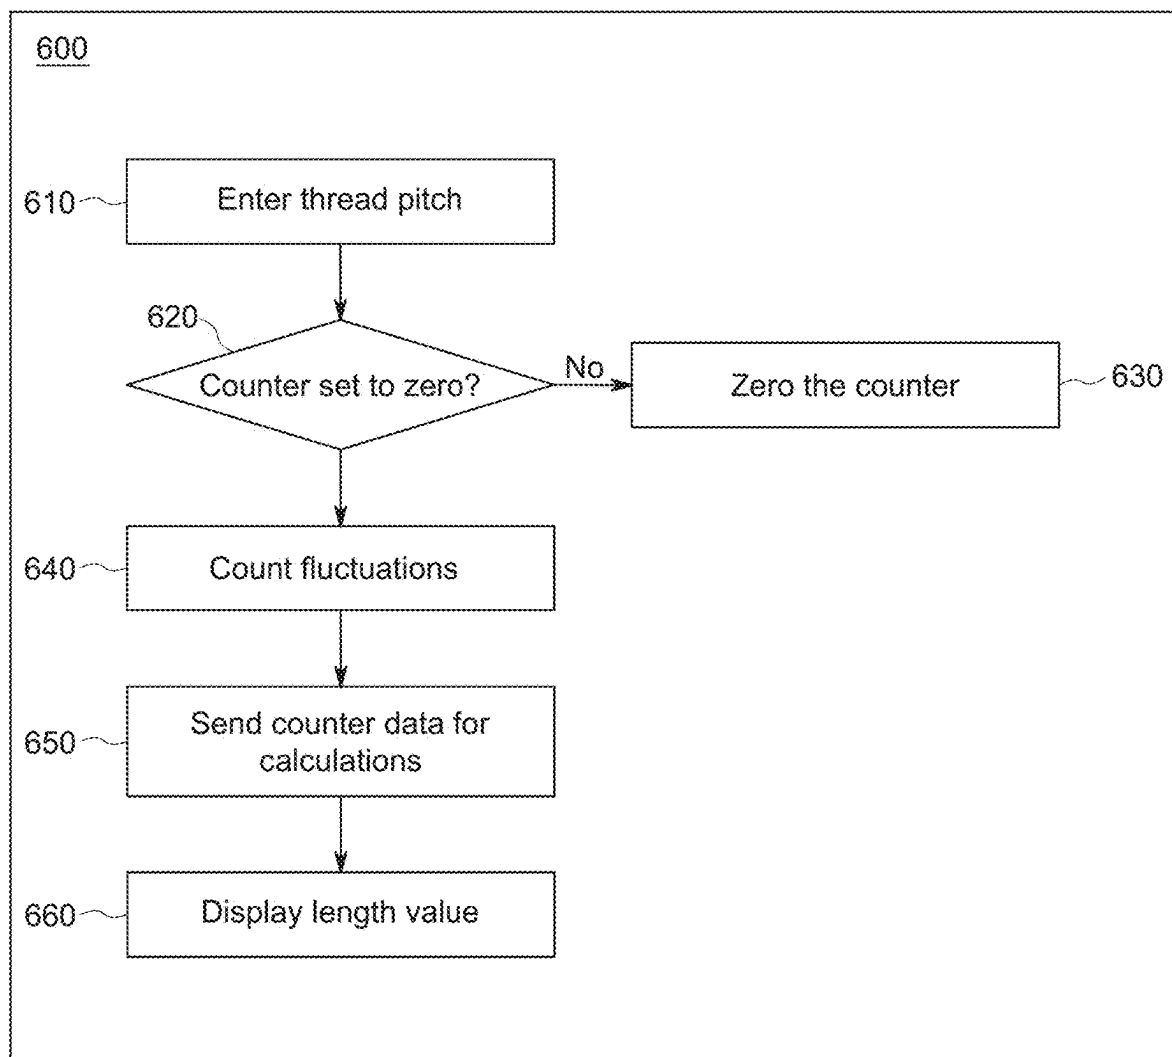 600
610
Enter thread pitch
620
Counter set to zero?
No
Zero the counter
630
640
Count fluctuations
650
Send counter data for
calculations
660
Display length value